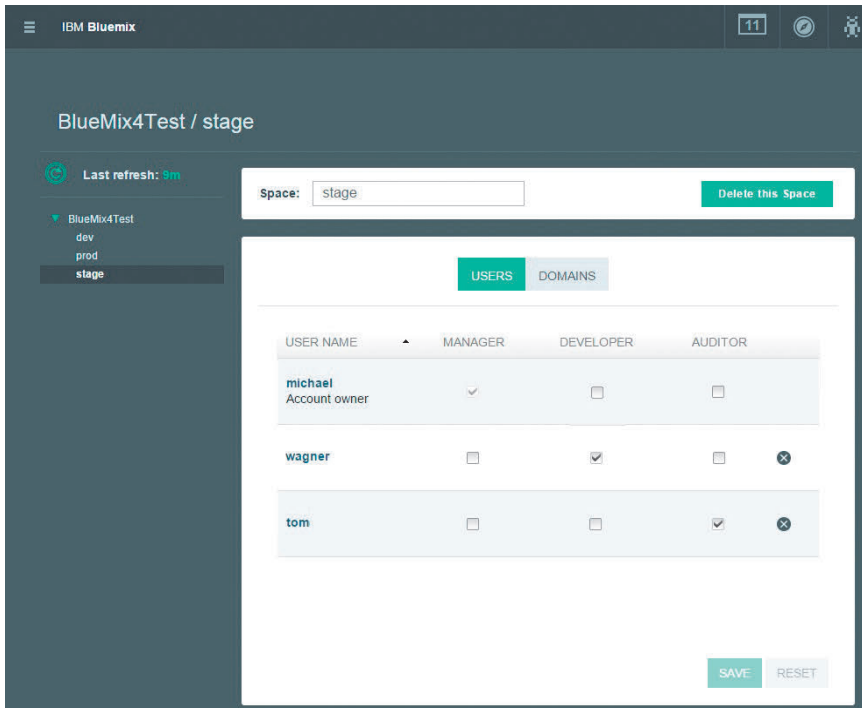 IBM Bluemix
11
BlueMix4Test / stage
Last refresh: 9m
BlueMix4Test
dev
prod
stage
Space: stage
Delete this Space
USERS DOMAINS
USER NAME MANAGER DEVELOPER AUDITOR
michael
Account owner
wagner
tom
SAVE RESET